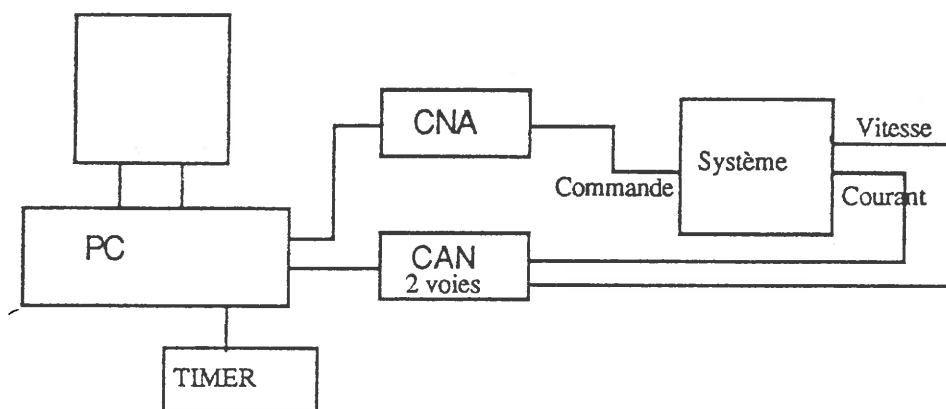 CNA
Vitesse
Système
Commande
Courant
PC
CAN
2 voies
TIMER